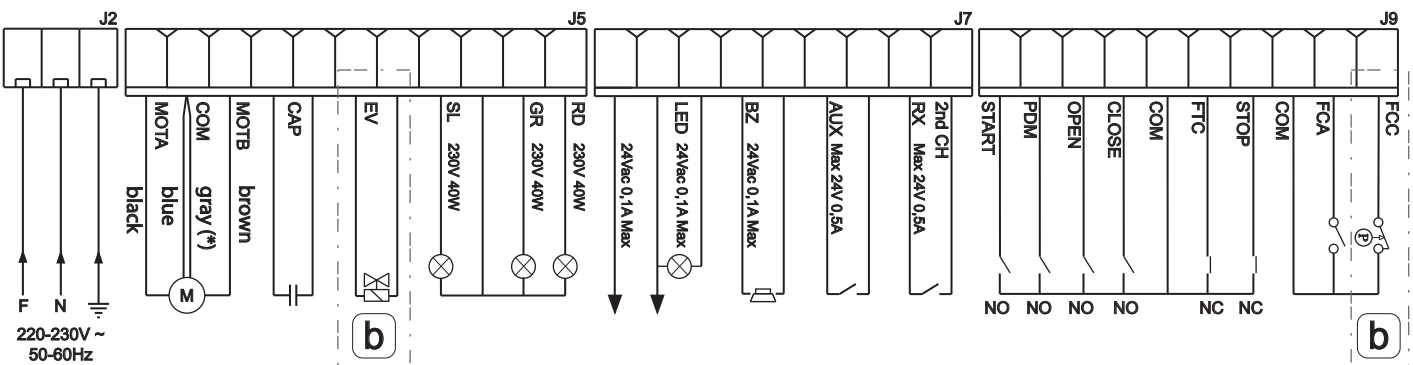 J2
J5
J7
J9
MOTA
COM
MOTB
CAP
EV
SL
230V 40W
GR
230V 40W
RD
230V 40W
24Vac 0,1A Max
LED 24Vac 0,1A Max
BZ 24Vac 0,1A Max
AUX Max 24V 0,5A
RX Max 24V 0,5A
2nd CH
START
PDM
OPEN
CLOSE
COM
FTC
STOP
COM
FCA
FCC
black
blue
gray (*)
brown
M
P
F N
220-230V ~
50-60Hz
b
NO NO NO NO NC NC
b